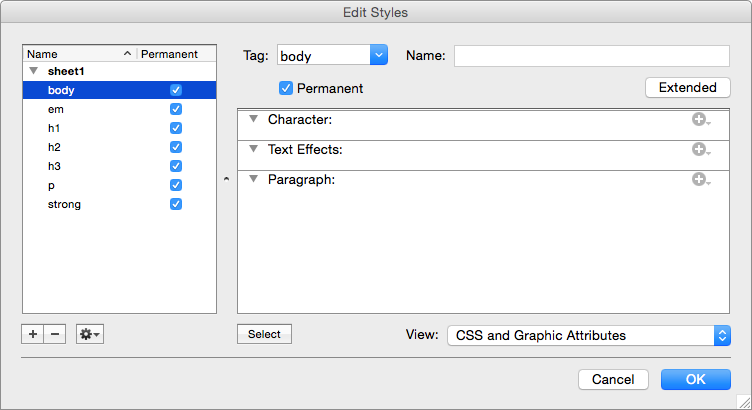 Edit Styles
Name Permanent
sheet1
body
em
h1
h2
h3
p
strong
Tag: body Name:
Permanent
Extended
Character:
Text Effects:
Paragraph:
Select View: CSS and Graphic Attributes
Cancel OK